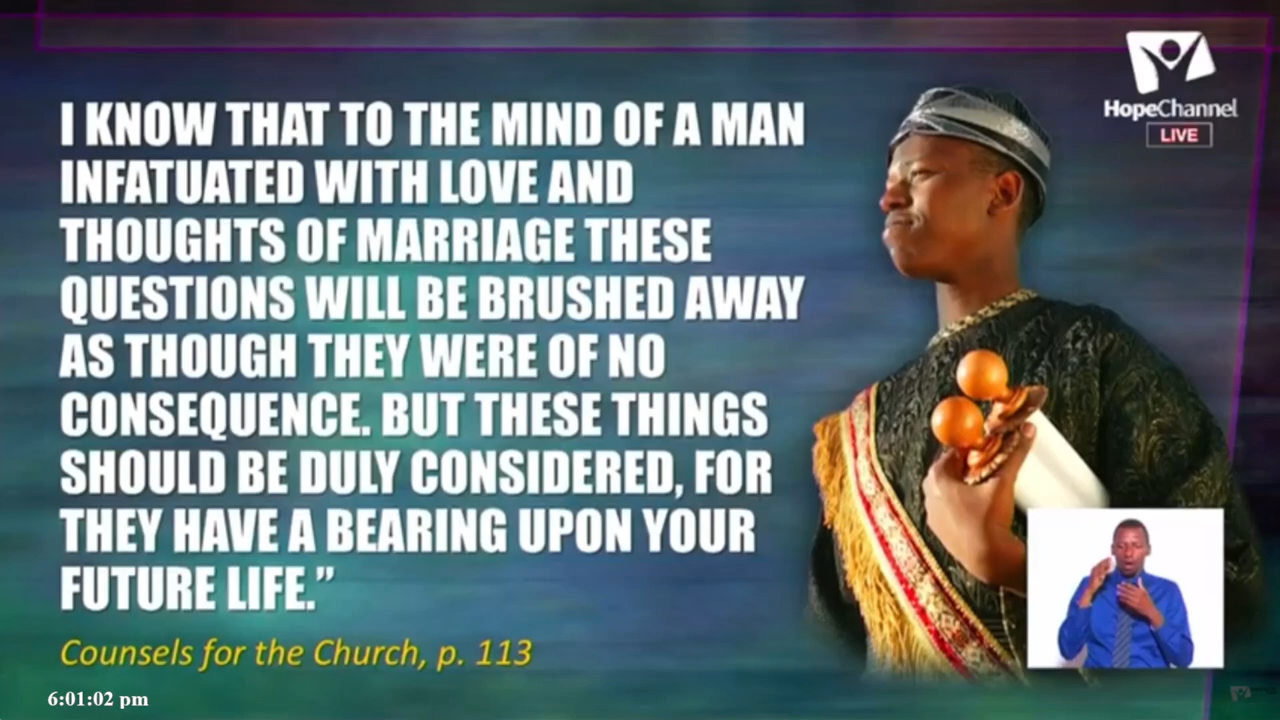 I KNOW THAT TO THE MIND OF A MAN
INFATUATED WITH LOVE AND
THOUGHTS OF MARRIAGE THESE
QUESTIONS WILL BE BRUSHED AWAY
AS THOUGH THEY WERE OF NO
CONSEQUENCE. BUT THESE THINGS
SHOULD BE DULY CONSIDERED, FOR
THEY HAVE A BEARING UPON YOUR
FUTURE LIFE.”
Counsels for the Church, p. 113
HopeChannel
LIVE
6:01:02 pm